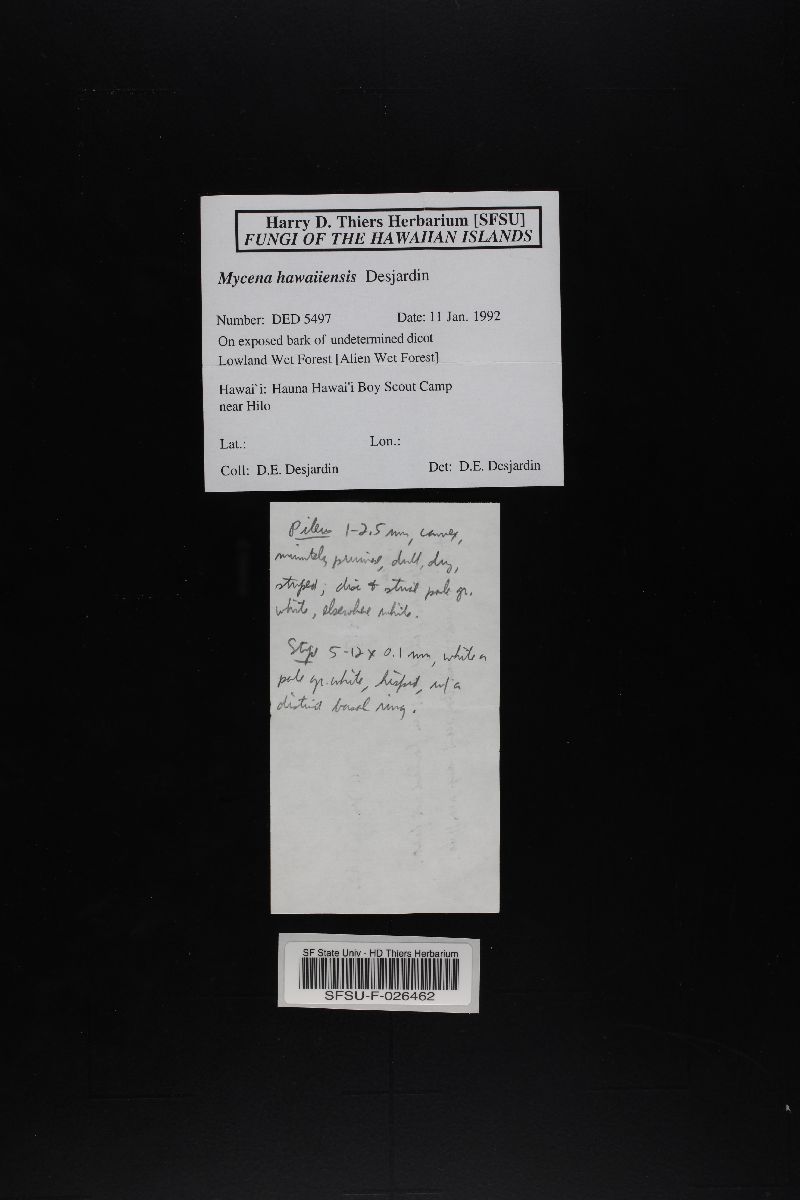 Harry D. Thiers Herbarium [SFSU]
FUNGI OF THE HAWAIIAN ISLANDS
Mycena hawaiiensis Desjardin
Number: DED 5497 Date: 11 Jan. 1992
On exposed bark of undetermined dicot
Lowland Wet Forest [Alien Wet Forest]
Hawai`i: Hauna Hawai'i Boy Scout Camp
near Hilo
Lat.: Lon.:
Coll: D.E. Desjardin Det: D.E. Desjardin
Pileus 1-2.5 mm, convex,
minutely pruinose, dull, dry,
striped; disc + striae pale gr.
white, elsewhere white.
Stipe 5-12 x 0.1 mm, white or
pale gr. white, hispid, w/ a
distinct basal ring.
SF State Univ - HD Thiers Herbarium
SFSU-F-026462